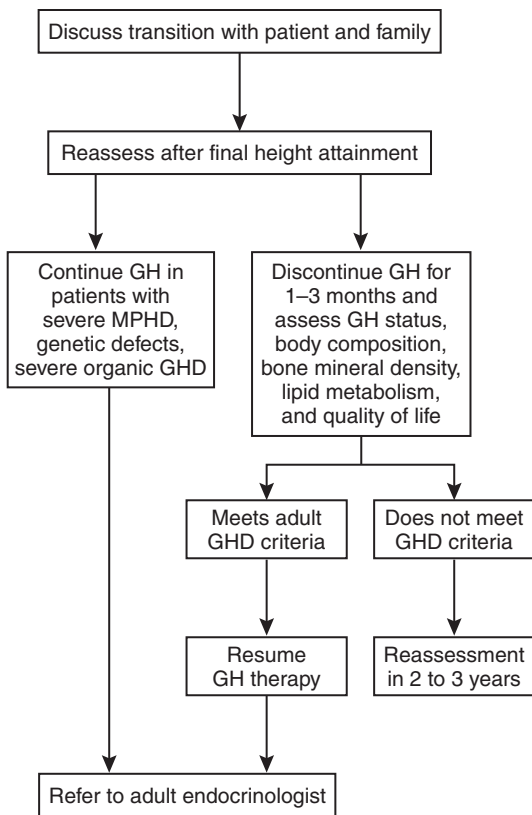 Discuss transition with patient and family
Reassess after final height attainment
Continue GH in
patients with
severe MPHD,
genetic defects,
severe organic GHD
Discontinue GH for
1–3 months and
assess GH status,
body composition,
bone mineral density,
lipid metabolism,
and quality of life
Meets adult
GHD criteria
Does not meet
GHD criteria
Resume
GH therapy
Reassessment
in 2 to 3 years
Refer to adult endocrinologist